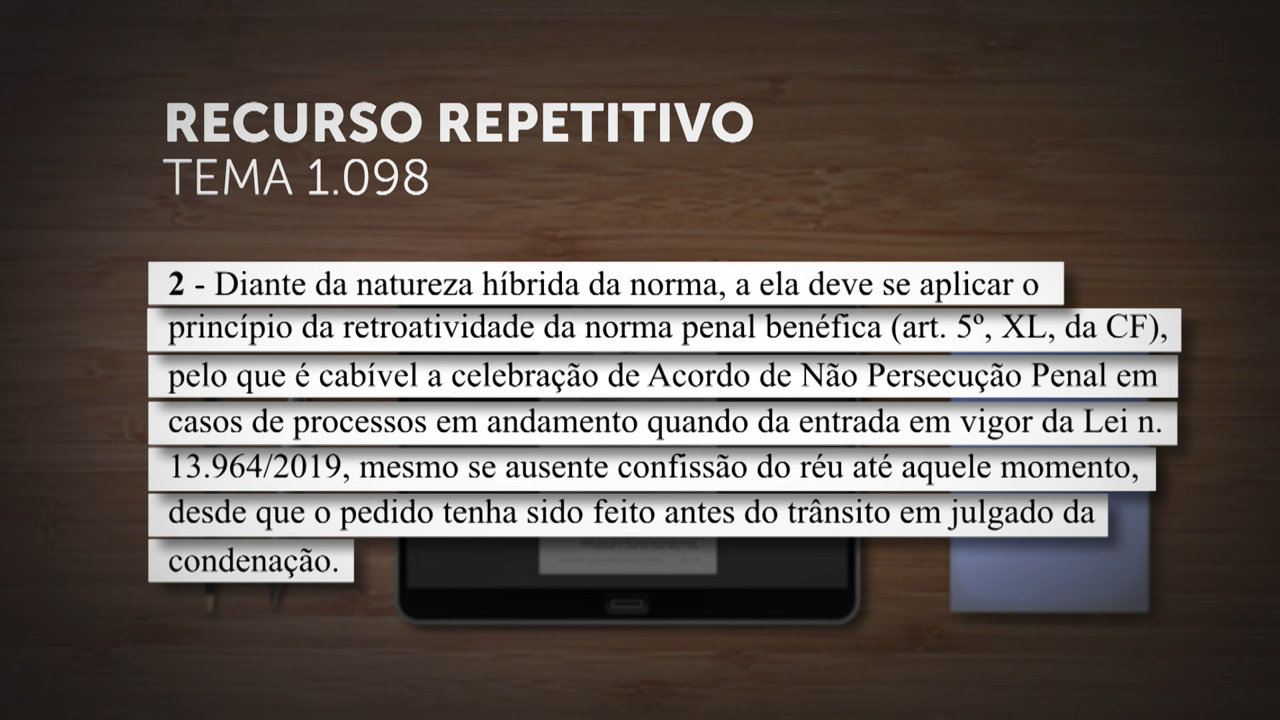 RECURSO REPETITIVO
TEMA 1.098
2 - Diante da natureza híbrida da norma, a ela deve se aplicar o
princípio da retroatividade da norma penal benéfica (art. 5º, XL, da CF),
pelo que é cabível a celebração de Acordo de Não Persecução Penal em
casos de processos em andamento quando da entrada em vigor da Lei n.
13.964/2019, mesmo se ausente confissão do réu até aquele momento,
desde que o pedido tenha sido feito antes do trânsito em julgado da
condenação.